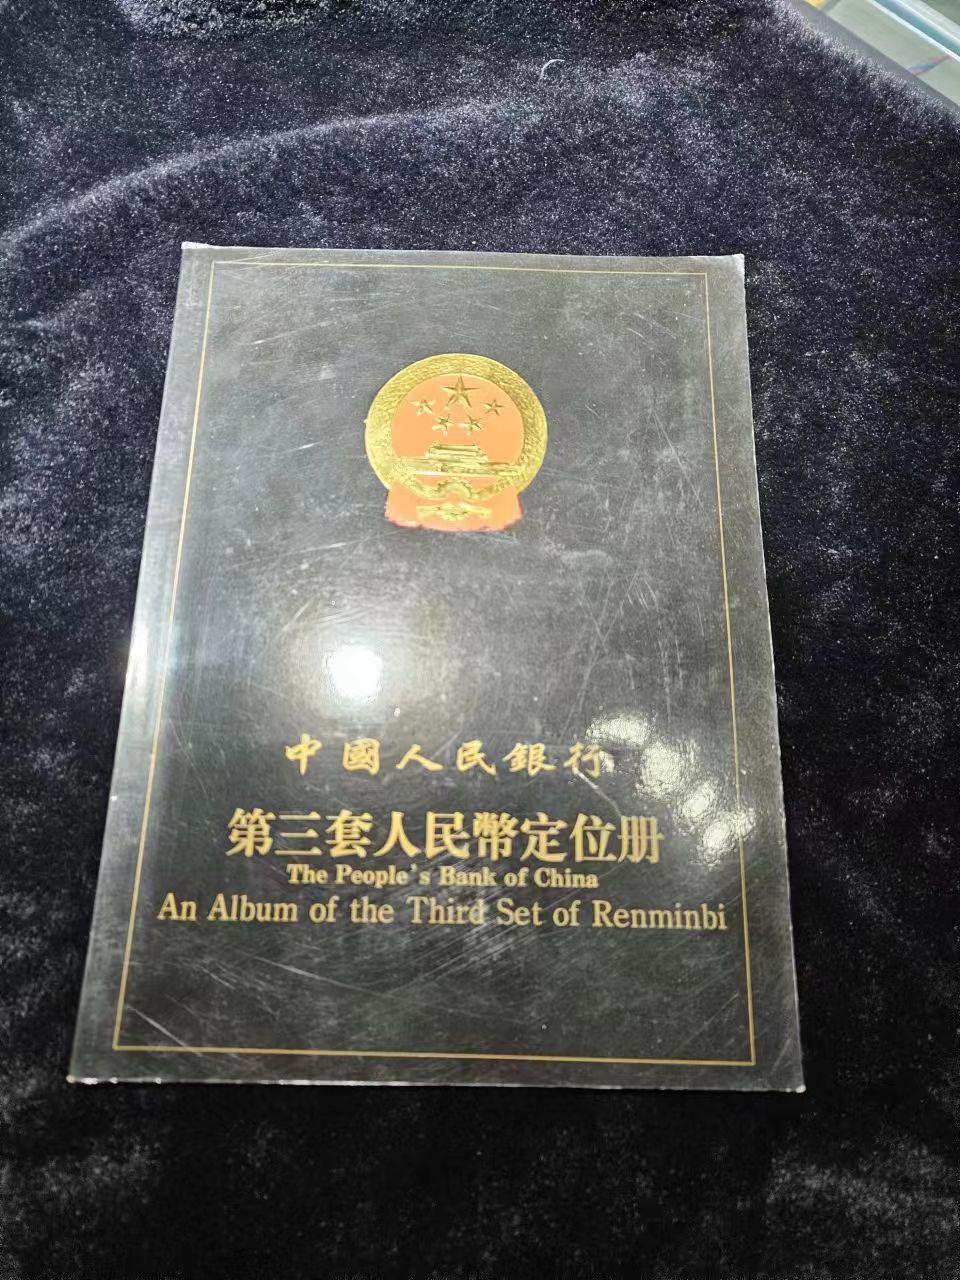 中國人民銀行
第三套人民幣定位册
The People's Bank of China
An Album of the Third Set of Renminbi